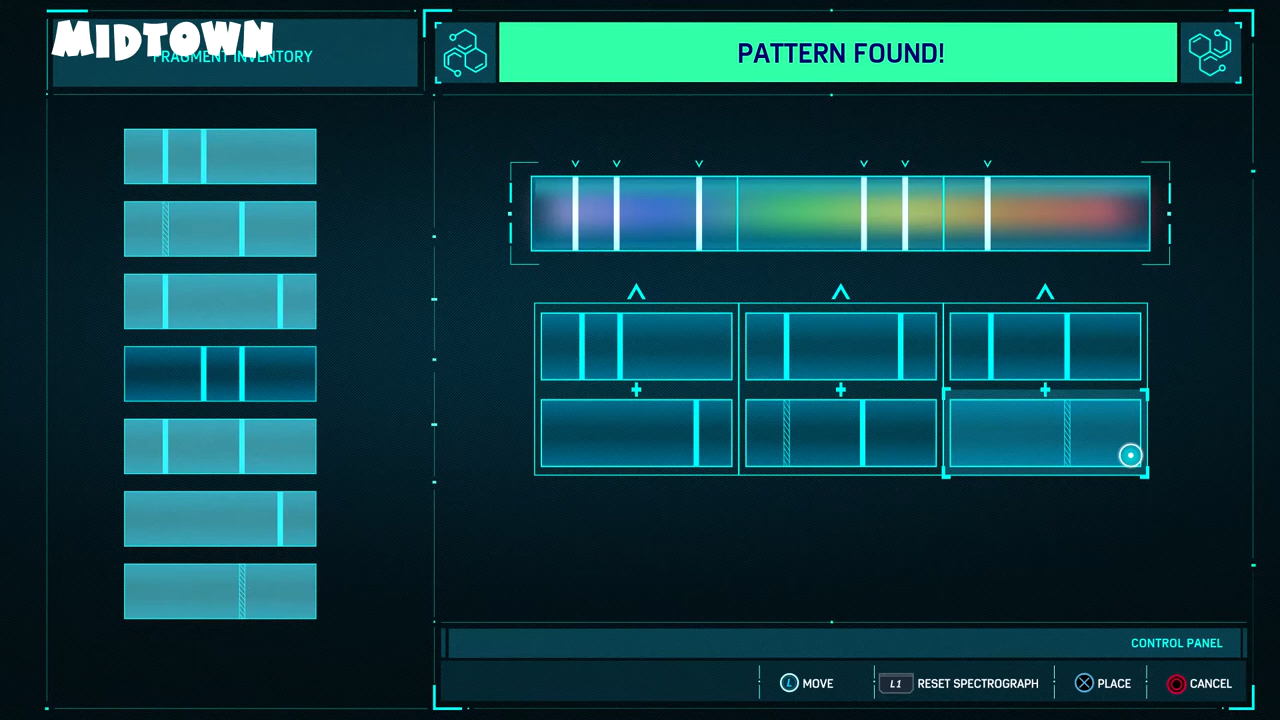 MIDTOWN
FRAGMENT INVENTORY
PATTERN FOUND!
CONTROL PANEL
L MOVE
L1 RESET SPECTROGRAPH
PLACE
CANCEL